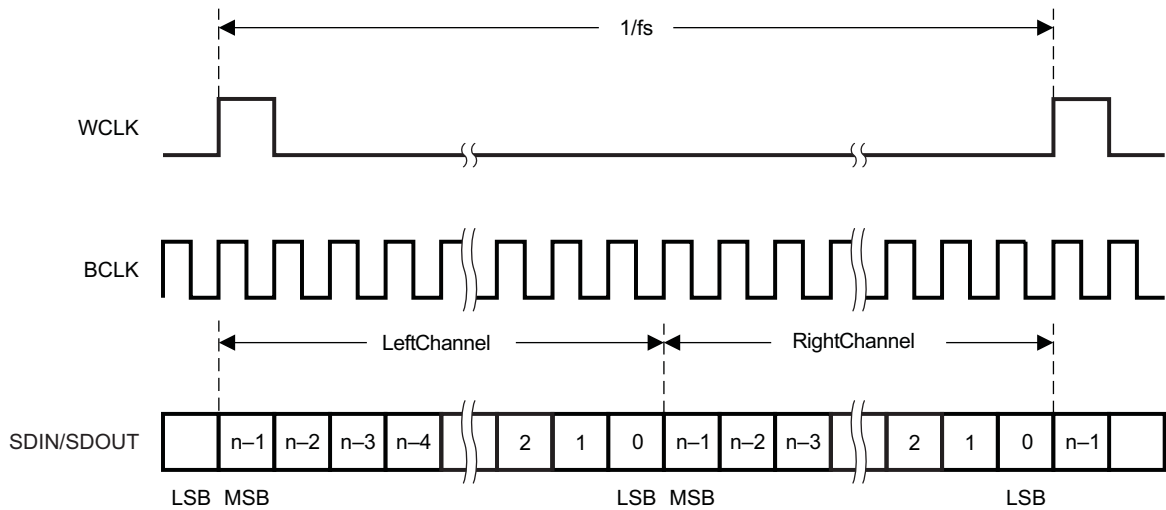 1/fs
WCLK
BCLK
LeftChannel
RightChannel
SDIN/SDOUT
n–1 n–2 n–3 n–4 2 1 0 n–1 n–2 n–3 2 1 0 n–1
LSB MSB LSB MSB LSB